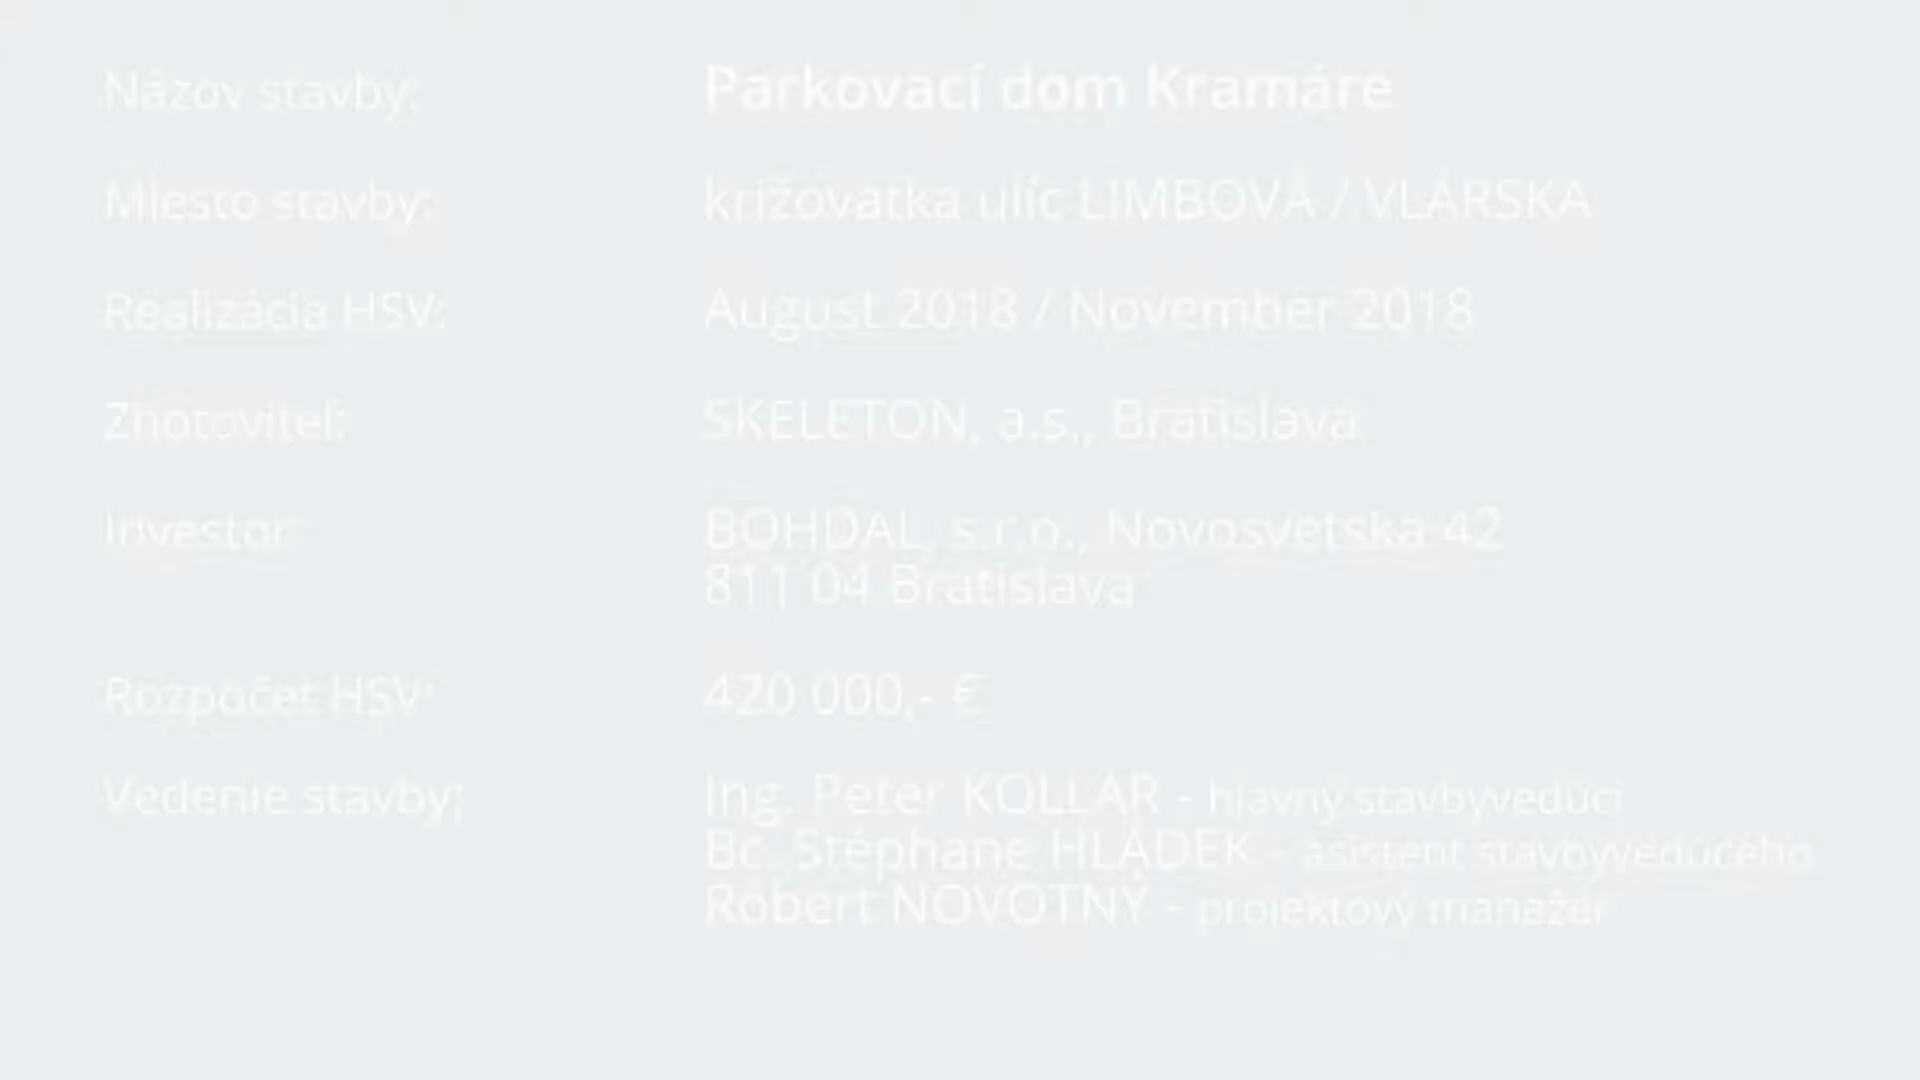 Názov stavby: Parkovací dom Kramáre
Miesto stavby: križovatka ulíc LIMBOVÁ / VLÁRSKA
Realizácia HSV: August 2018 / November 2018
Zhotoviteľ: SKELETON, a.s., Bratislava
Investor: BOHDAL, s.r.o., Novosvetska 42
811 04 Bratislava
Rozpočet HSV: 420 000,- €
Vedenie stavby: Ing. Peter KOLLÁR - hlavný stavbyvedúci
Bc. Stéphane HLÁDEK - asistent stavbyvedúceho
Róbert NOVOTNÝ - projektový manažér